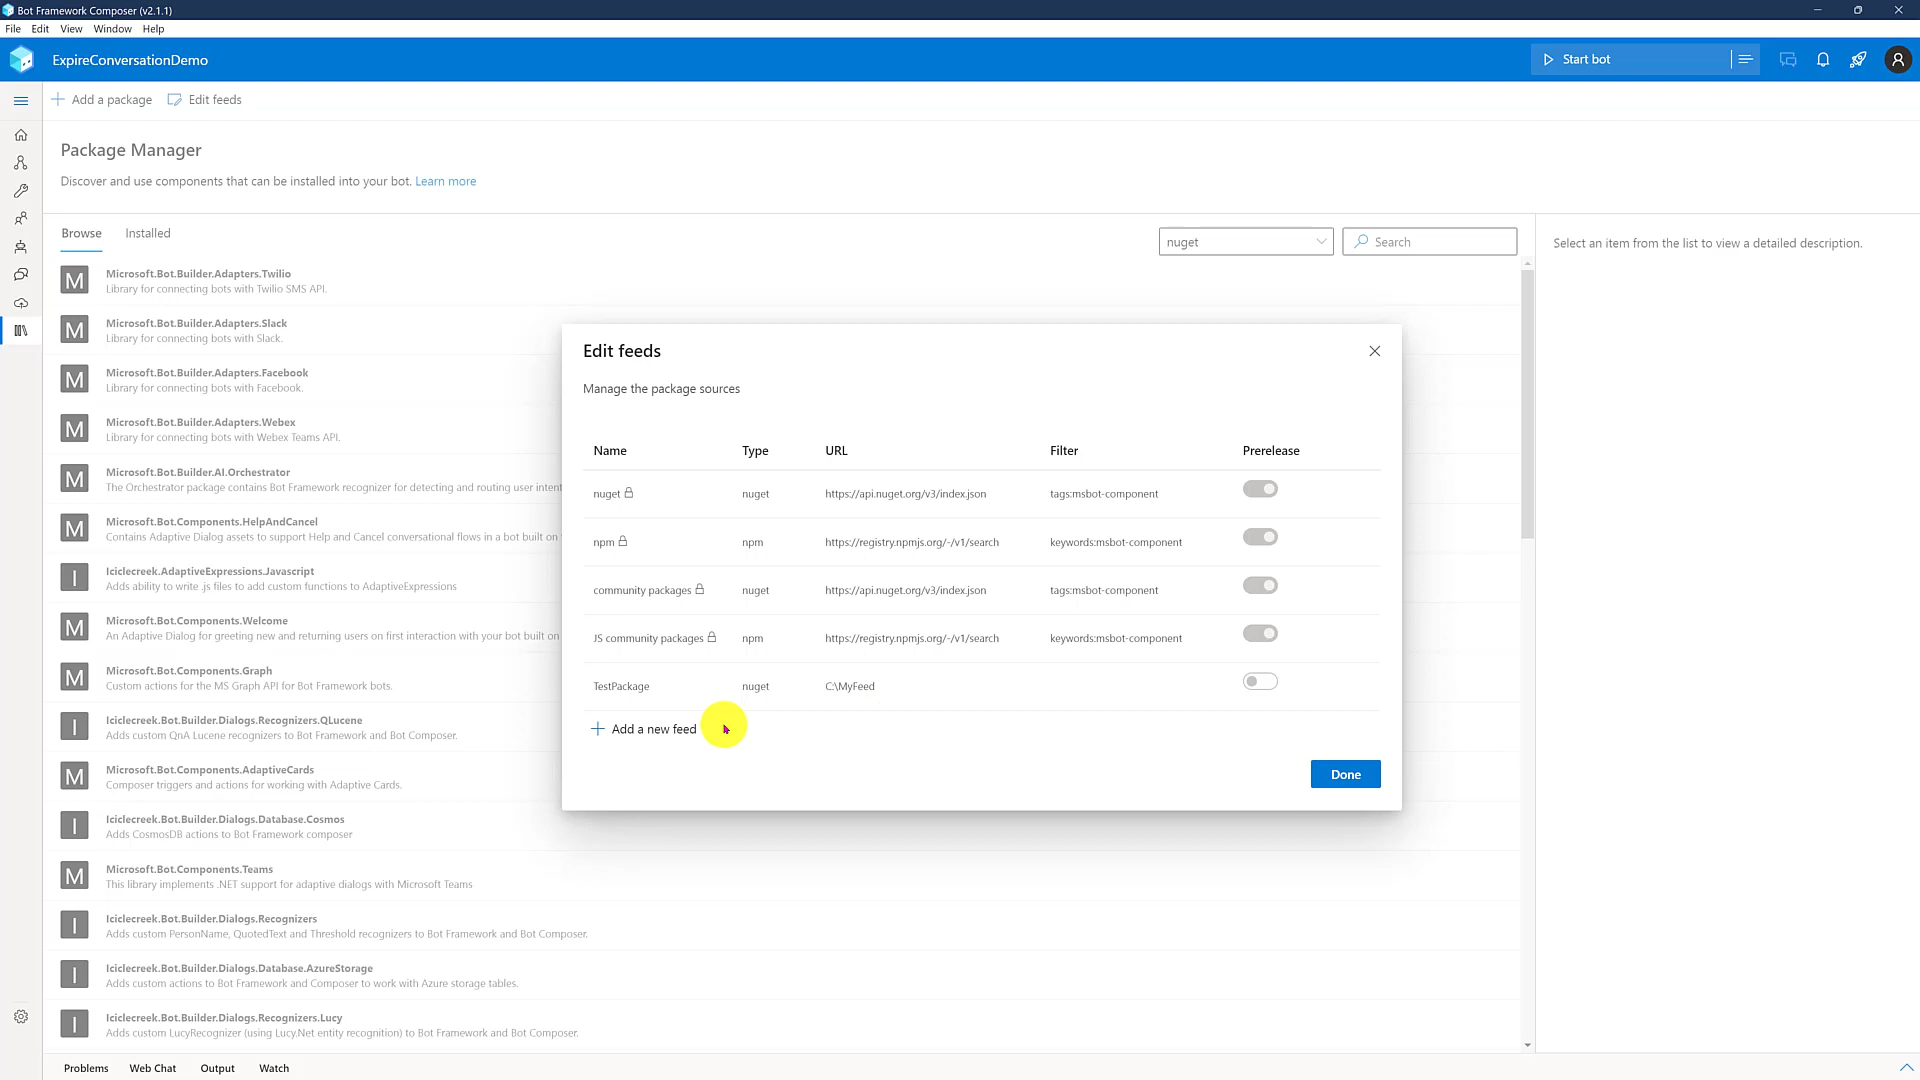 Bot Framework Composer (v2.1.1)
File Edit View Window Help
ExpireConversationDemo
Start bot
Add a package Edit feeds
Package Manager
Discover and use components that can be installed into your bot. Learn more
Browse Installed
nuget
Search
Select an item from the list to view a detailed description.
M Microsoft.Bot.Builder.Adapters.Twilio
Library for connecting bots with Twilio SMS API.
M Microsoft.Bot.Builder.Adapters.Slack
Library for connecting bots with Slack.
M Microsoft.Bot.Builder.Adapters.Facebook
Library for connecting bots with Facebook.
M Microsoft.Bot.Builder.Adapters.Webex
Library for connecting bots with Webex Teams API.
M Microsoft.Bot.Builder.AI.Orchestrator
The Orchestrator package contains Bot Framework recognizer for detecting and routing user intent
M Microsoft.Bot.Components.HelpAndCancel
Contains Adaptive Dialog assets to support Help and Cancel conversational flows in a bot built on
I Iciclecreek.AdaptiveExpressions.Javascript
Adds ability to write .js files to add custom functions to AdaptiveExpressions
M Microsoft.Bot.Components.Welcome
An Adaptive Dialog for greeting new and returning users on first interaction with your bot built on
M Microsoft.Bot.Components.Graph
Custom actions for the MS Graph API for Bot Framework bots.
I Iciclecreek.Bot.Builder.Dialogs.Recognizers.QLucene
Adds custom QnA Lucene recognizers to Bot Framework and Bot Composer.
M Microsoft.Bot.Components.AdaptiveCards
Composer triggers and actions for working with Adaptive Cards.
I Iciclecreek.Bot.Builder.Dialogs.Database.Cosmos
Adds CosmosDB actions to Bot Framework composer
M Microsoft.Bot.Components.Teams
This library implements .NET support for adaptive dialogs with Microsoft Teams
I Iciclecreek.Bot.Builder.Dialogs.Recognizers
Adds custom PersonName, QuotedText and Threshold recognizers to Bot Framework and Bot Composer.
I Iciclecreek.Bot.Builder.Dialogs.Database.AzureStorage
Adds custom actions to Bot Framework and Composer to work with Azure storage tables.
I Iciclecreek.Bot.Builder.Dialogs.Recognizers.Lucy
Adds custom LucyRecognizer (using Lucy.Net entity recognition) to Bot Framework and Bot Composer.
Edit feeds
Manage the package sources
Name Type URL Filter Prerelease
nuget nuget https://api.nuget.org/v3/index.json tags:msbot-component
npm npm https://registry.npmjs.org/-/v1/search keywords:msbot-component
community packages nuget https://api.nuget.org/v3/index.json tags:msbot-component
JS community packages npm https://registry.npmjs.org/-/v1/search keywords:msbot-component
TestPackage nuget C:\MyFeed
Add a new feed
Done
Problems Web Chat Output Watch